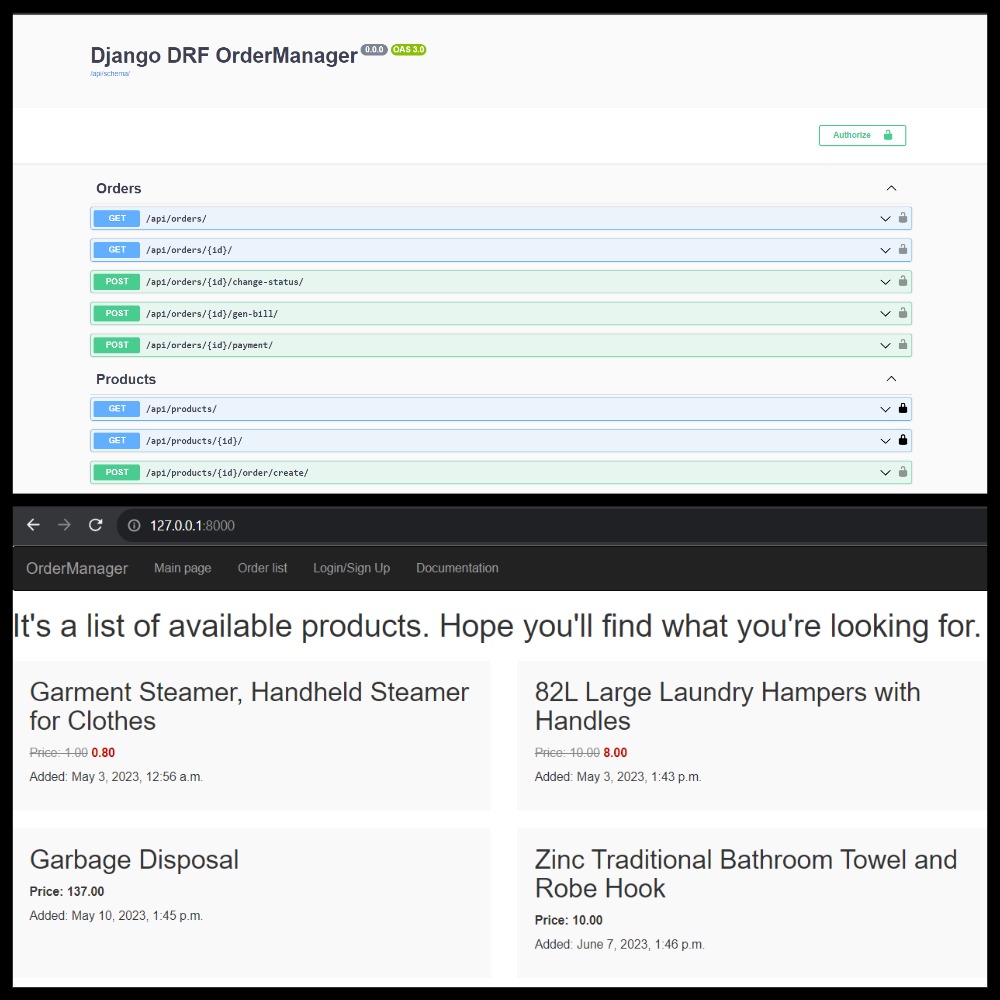 Django DRF OrderManager 0.0.0 OAS 3.0
/api/schema/
Authorize
Orders
GET /api/orders/
GET /api/orders/{id}/
POST /api/orders/{id}/change-status/
POST /api/orders/{id}/gen-bill/
POST /api/orders/{id}/payment/
Products
GET /api/products/
GET /api/products/{id}/
POST /api/products/{id}/order/create/
127.0.0.1:8000
OrderManager Main page Order list Login/Sign Up Documentation
It's a list of available products. Hope you'll find what you're looking for.
Garment Steamer, Handheld Steamer
for Clothes
Price: 1.00 0.80
Added: May 3, 2023, 12:56 a.m.
82L Large Laundry Hampers with
Handles
Price: 10.00 8.00
Added: May 3, 2023, 1:43 p.m.
Garbage Disposal
Price: 137.00
Added: May 10, 2023, 1:45 p.m.
Zinc Traditional Bathroom Towel and
Robe Hook
Price: 10.00
Added: June 7, 2023, 1:46 p.m.